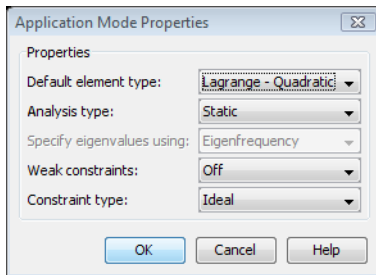 Application Mode Properties
Properties
Default element type: Lagrange - Quadratic
Analysis type: Static
Specify eigenvalues using: Eigenfrequency
Weak constraints: Off
Constraint type: Ideal
OK Cancel Help